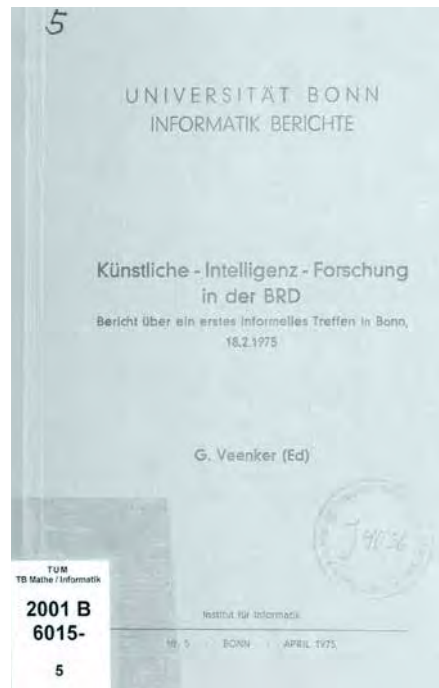 5
UNIVERSITÄT BONN
INFORMATIK BERICHTE
Künstliche - Intelligenz - Forschung
in der BRD
Bericht über ein erstes informelles Treffen in Bonn,
18.2.1975
G. Veenker (Ed)
TUM
TB Mathe / Informatik
2001 B
6015-
5
Institut für Informatik
Nr. 5 · BONN · APRIL 1975